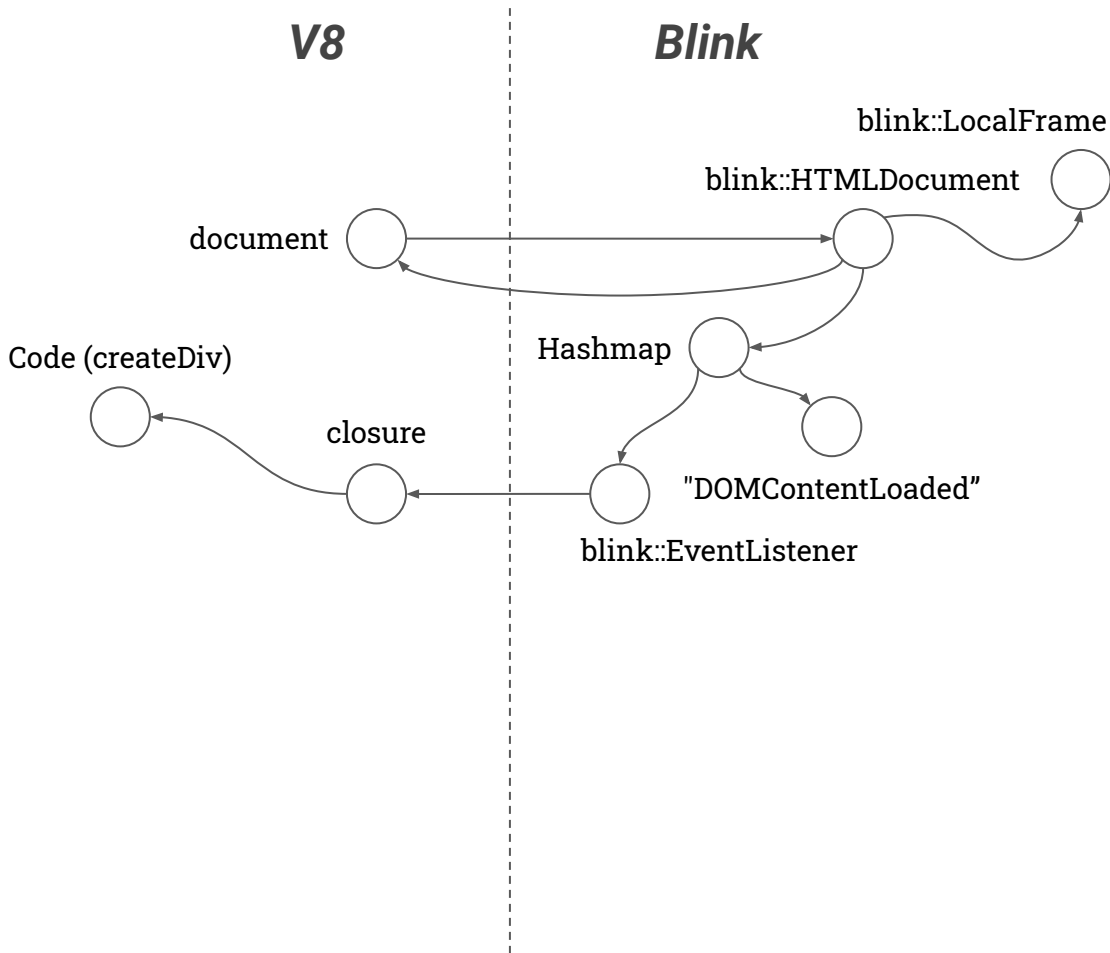 V8
Blink
blink::LocalFrame
blink::HTMLDocument
document
Hashmap
Code (createDiv)
closure
"DOMContentLoaded”
blink::EventListener